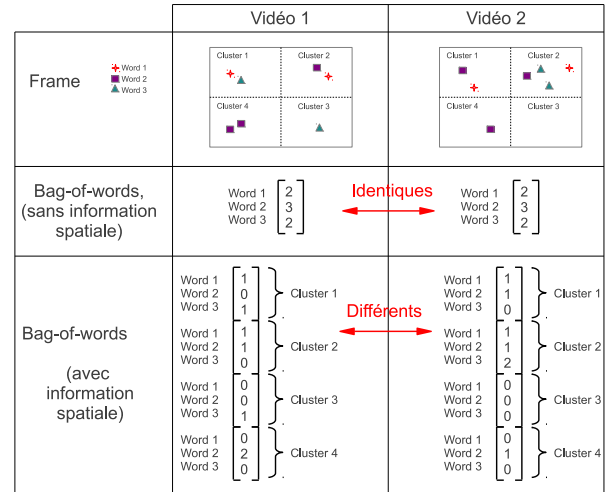 Vidéo 1
Vidéo 2
Frame
Word 1
Word 2
Word 3
Cluster 1
Cluster 2
Cluster 4
Cluster 3
Cluster 1
Cluster 2
Cluster 4
Cluster 3
Bag-of-words,
(sans information
spatiale)
Word 1 2
Word 2 3
Word 3 2
Identiques
Word 1 2
Word 2 3
Word 3 2
Bag-of-words
(avec
information
spatiale)
Word 1 1
Word 2 0 Cluster 1
Word 3 1
Word 1 1
Word 2 1 Cluster 2
Word 3 0
Word 1 0
Word 2 0 Cluster 3
Word 3 1
Word 1 0
Word 2 2 Cluster 4
Word 3 0
Différents
Word 1 1
Word 2 1 Cluster 1
Word 3 0
Word 1 1
Word 2 1 Cluster 2
Word 3 2
Word 1 0
Word 2 0 Cluster 3
Word 3 0
Word 1 0
Word 2 1 Cluster 4
Word 3 0